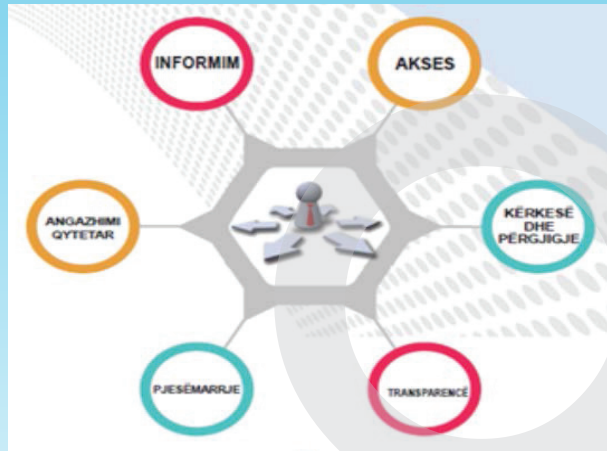 INFORMIM
AKSES
ANGAZHIMI
QYTETAR
KËRKESË
DHE
PËRGJIGJE
PJESËMARRJE
TRANSPARENCË